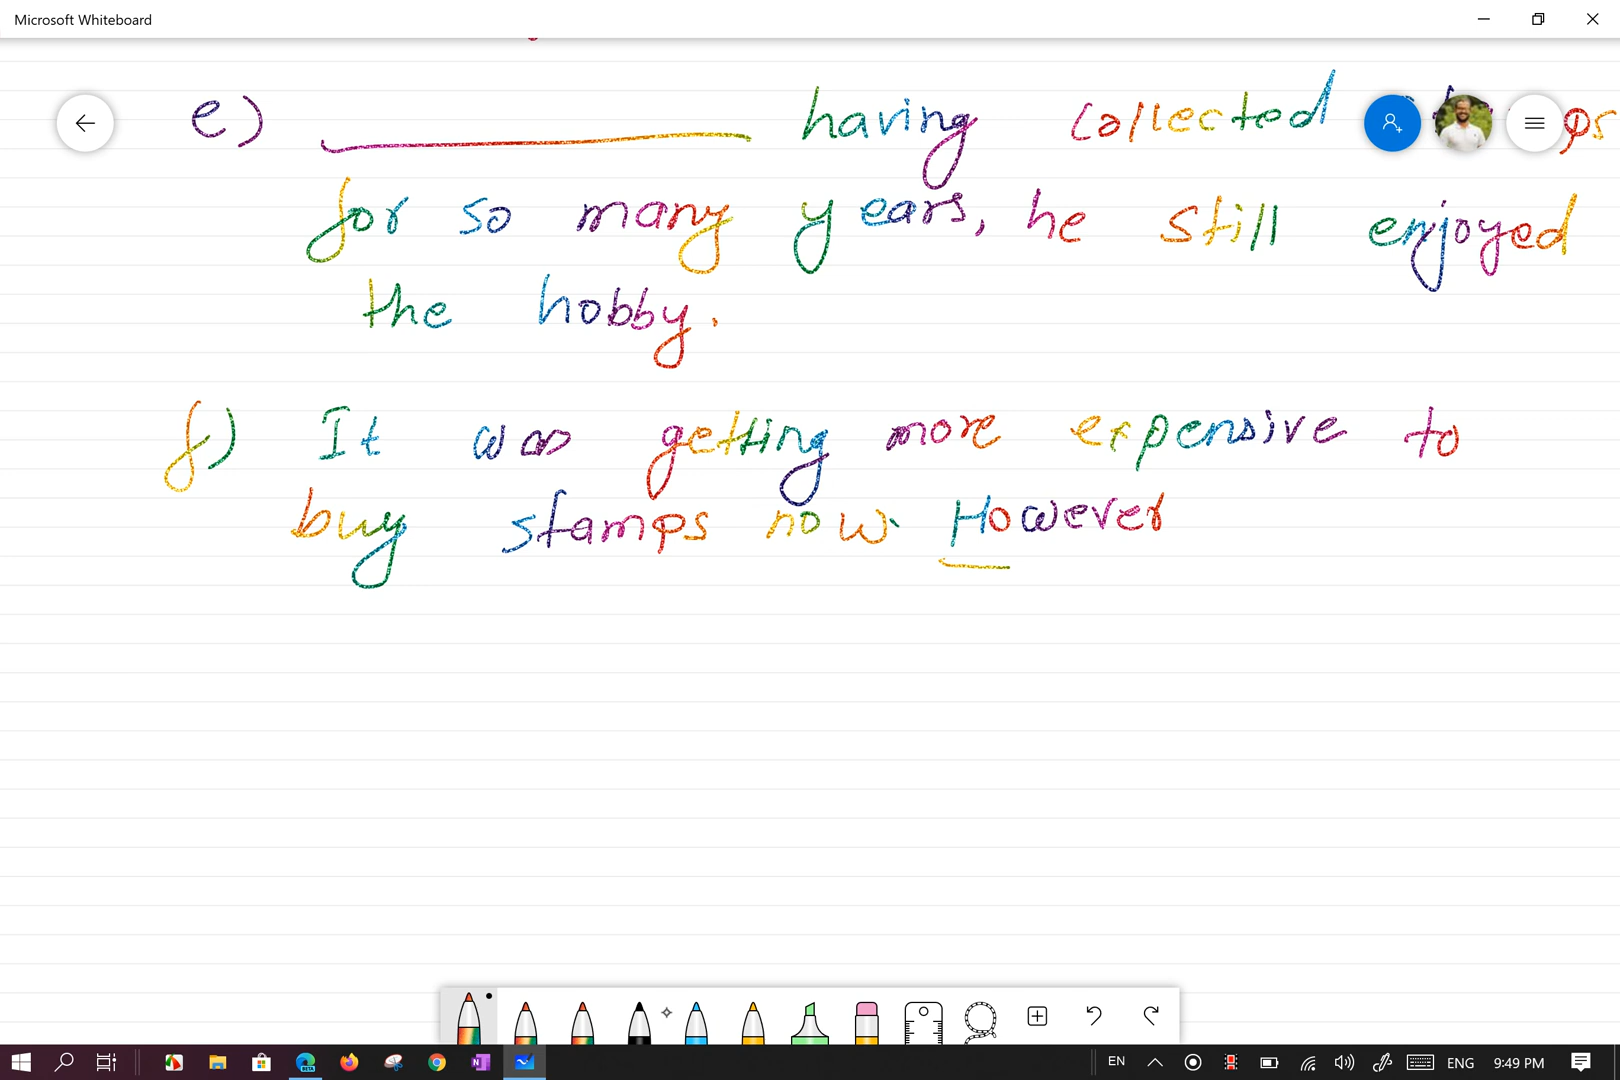 Microsoft Whiteboard
e) ________ having collected
for so many years, he still enjoyed
the hobby.
f) It was getting more expensive to
buy stamps now. However
EN
ENG
9:49 PM